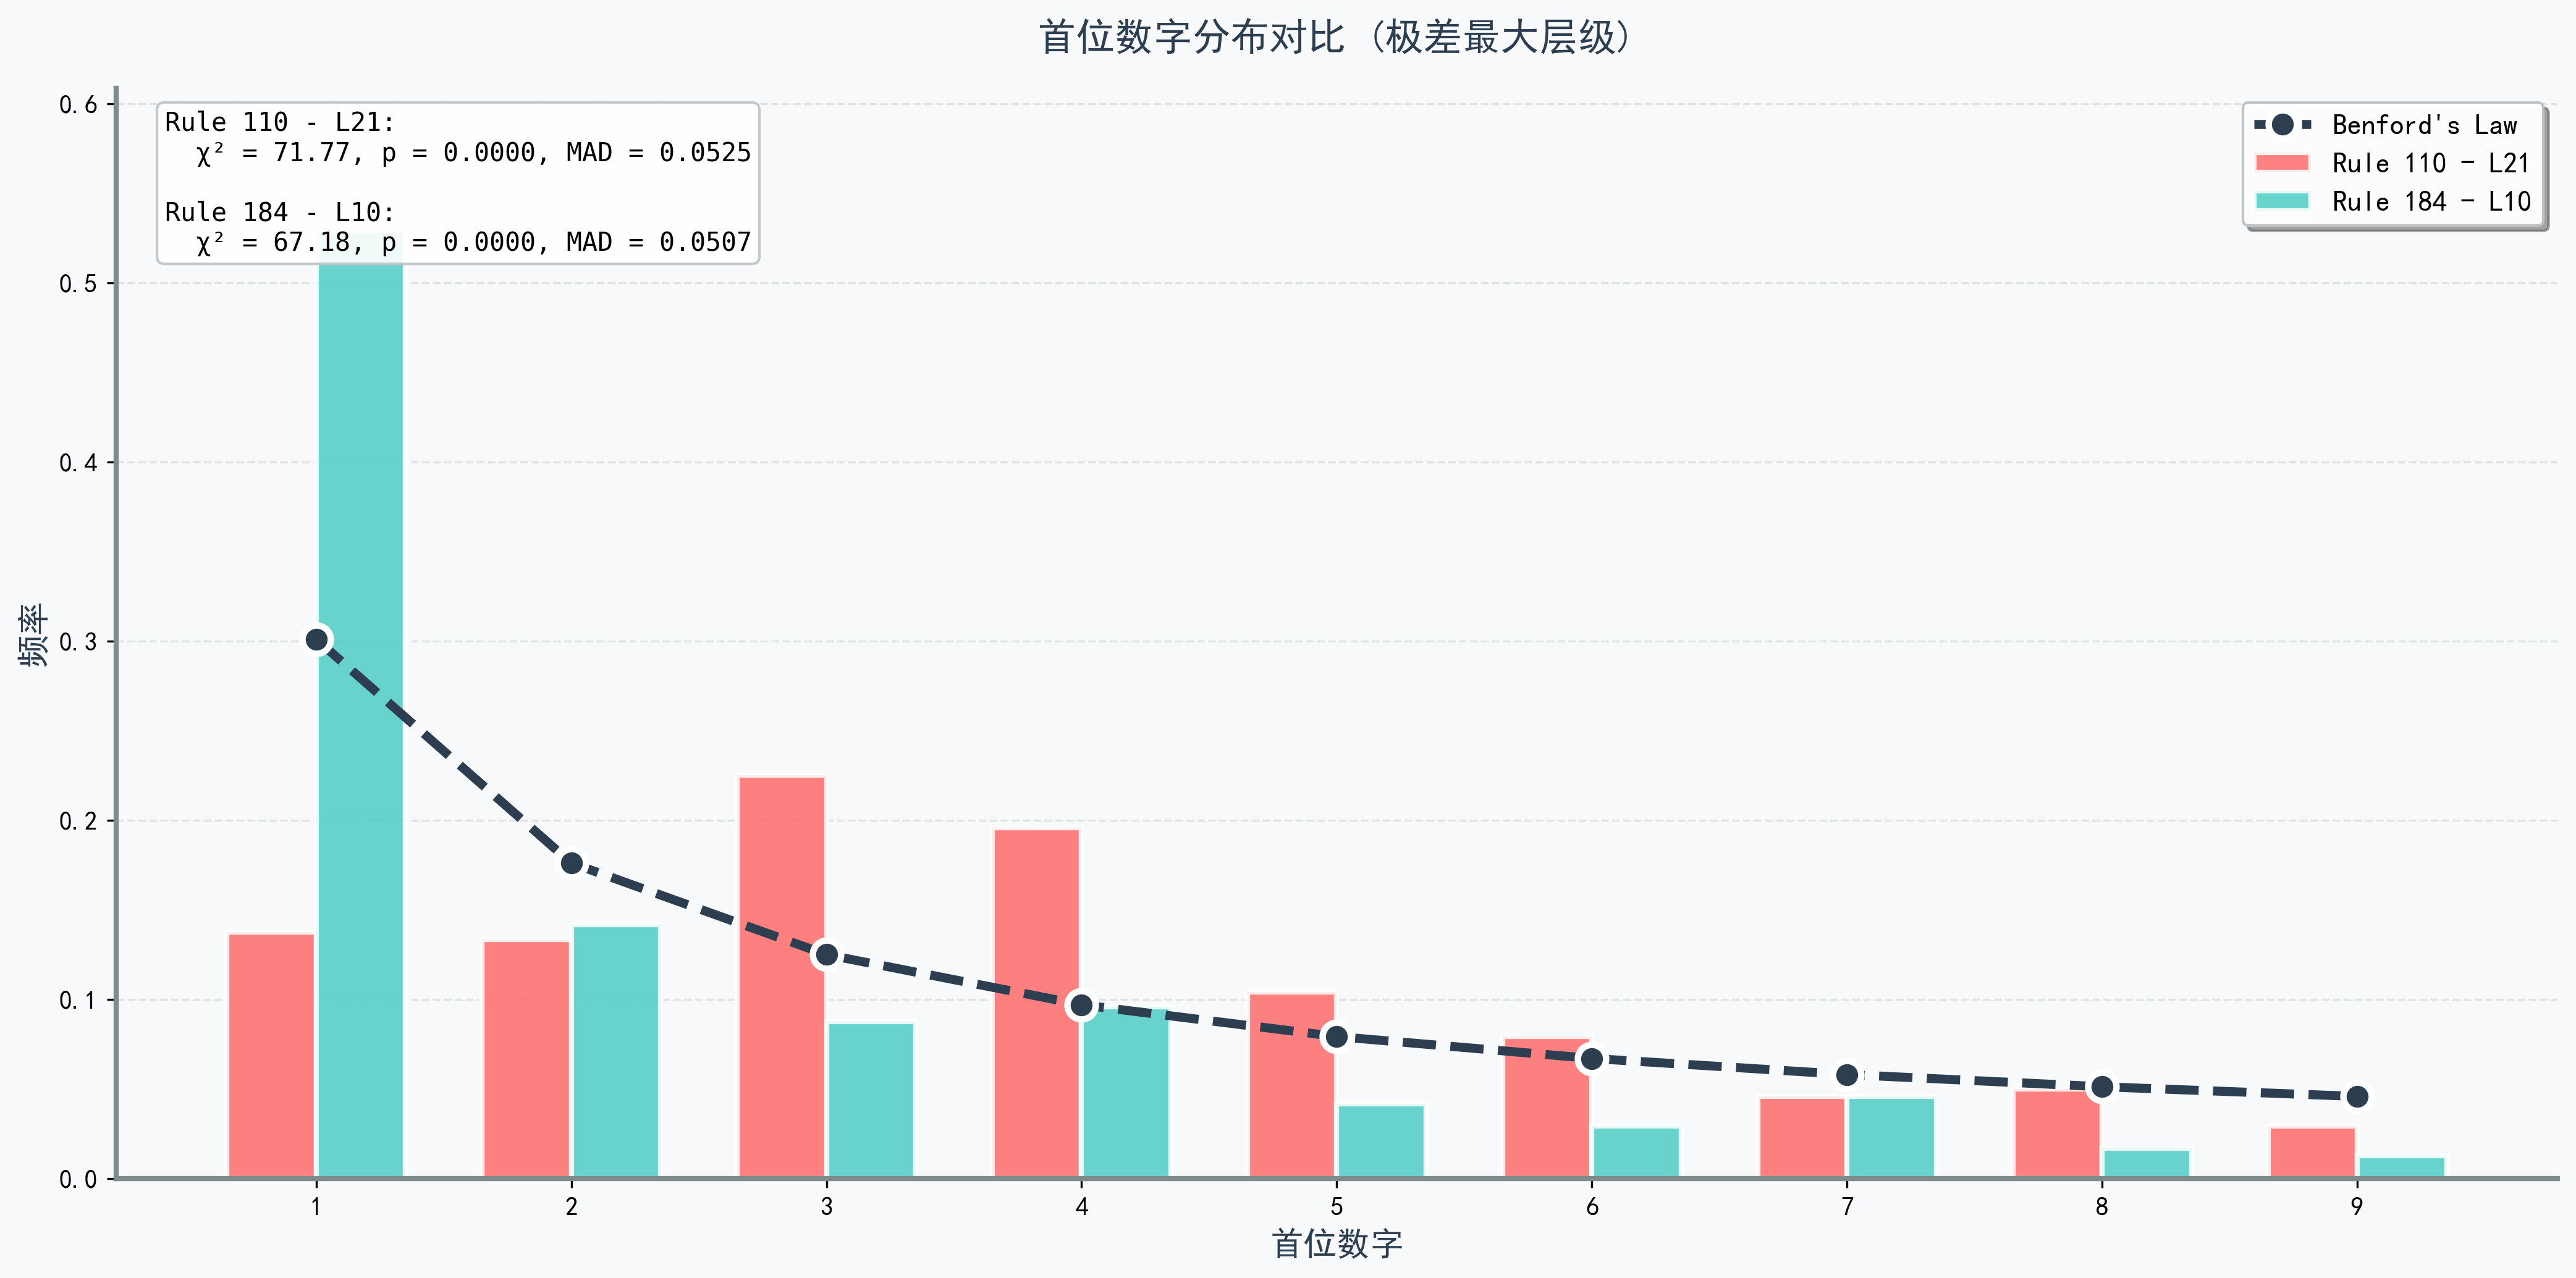 首位数字分布对比 (极差最大层级)
Rule 110 - L21:
χ² = 71.77, p = 0.0000, MAD = 0.0525
Rule 184 - L10:
χ² = 67.18, p = 0.0000, MAD = 0.0507
Benford's Law
Rule 110 - L21
Rule 184 - L10
频率
0.6
0.5
0.4
0.3
0.2
0.1
0.0
1 2 3 4 5 6 7 8 9
首位数字